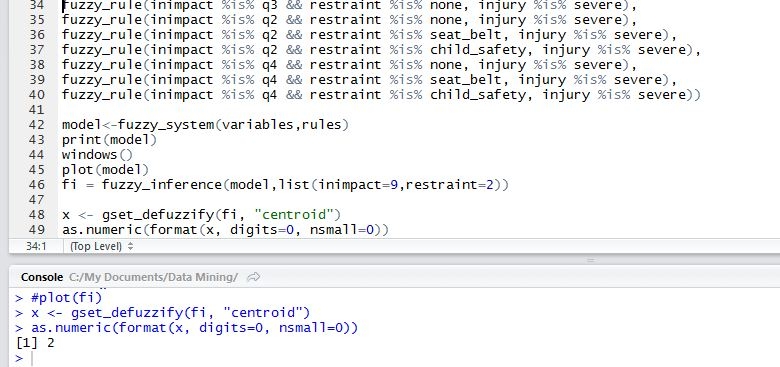 34 fuzzy_rule(inimpact %is% q3 && restraint %is% none, injury %is% severe),
35 fuzzy_rule(inimpact %is% q2 && restraint %is% none, injury %is% severe),
36 fuzzy_rule(inimpact %is% q2 && restraint %is% seat_belt, injury %is% severe),
37 fuzzy_rule(inimpact %is% q2 && restraint %is% child_safety, injury %is% severe),
38 fuzzy_rule(inimpact %is% q4 && restraint %is% none, injury %is% severe),
39 fuzzy_rule(inimpact %is% q4 && restraint %is% seat_belt, injury %is% severe),
40 fuzzy_rule(inimpact %is% q4 && restraint %is% child_safety, injury %is% severe))
41
42 model<-fuzzy_system(variables,rules)
43 print(model)
44 windows()
45 plot(model)
46 fi = fuzzy_inference(model,list(inimpact=9,restraint=2))
47
48 x <- gset_defuzzify(fi, "centroid")
49 as.numeric(format(x, digits=0, nsmall=0))
34:1 (Top Level)
Console C:/My Documents/Data Mining/
> #plot(fi)
> x <- gset_defuzzify(fi, "centroid")
> as.numeric(format(x, digits=0, nsmall=0))
[1] 2
>